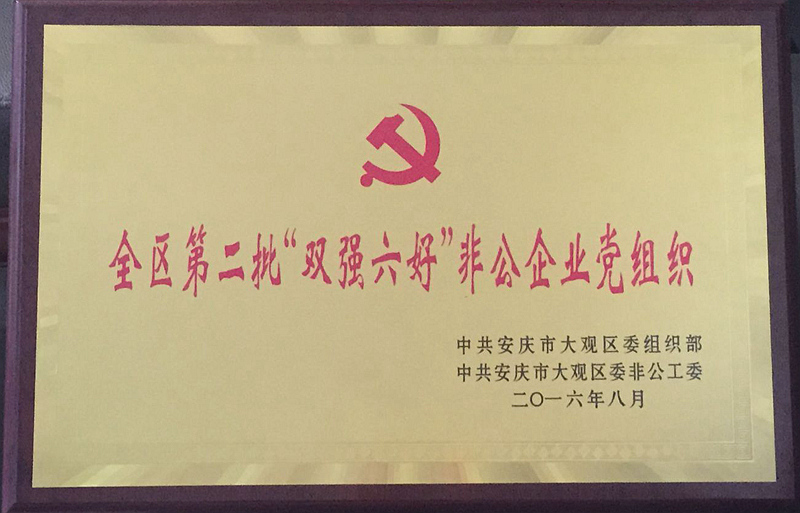 全区第二批“双强六好”非公企业党组织
中共安庆市大观区委组织部
中共安庆市大观区委非公工委
二〇一六年八月